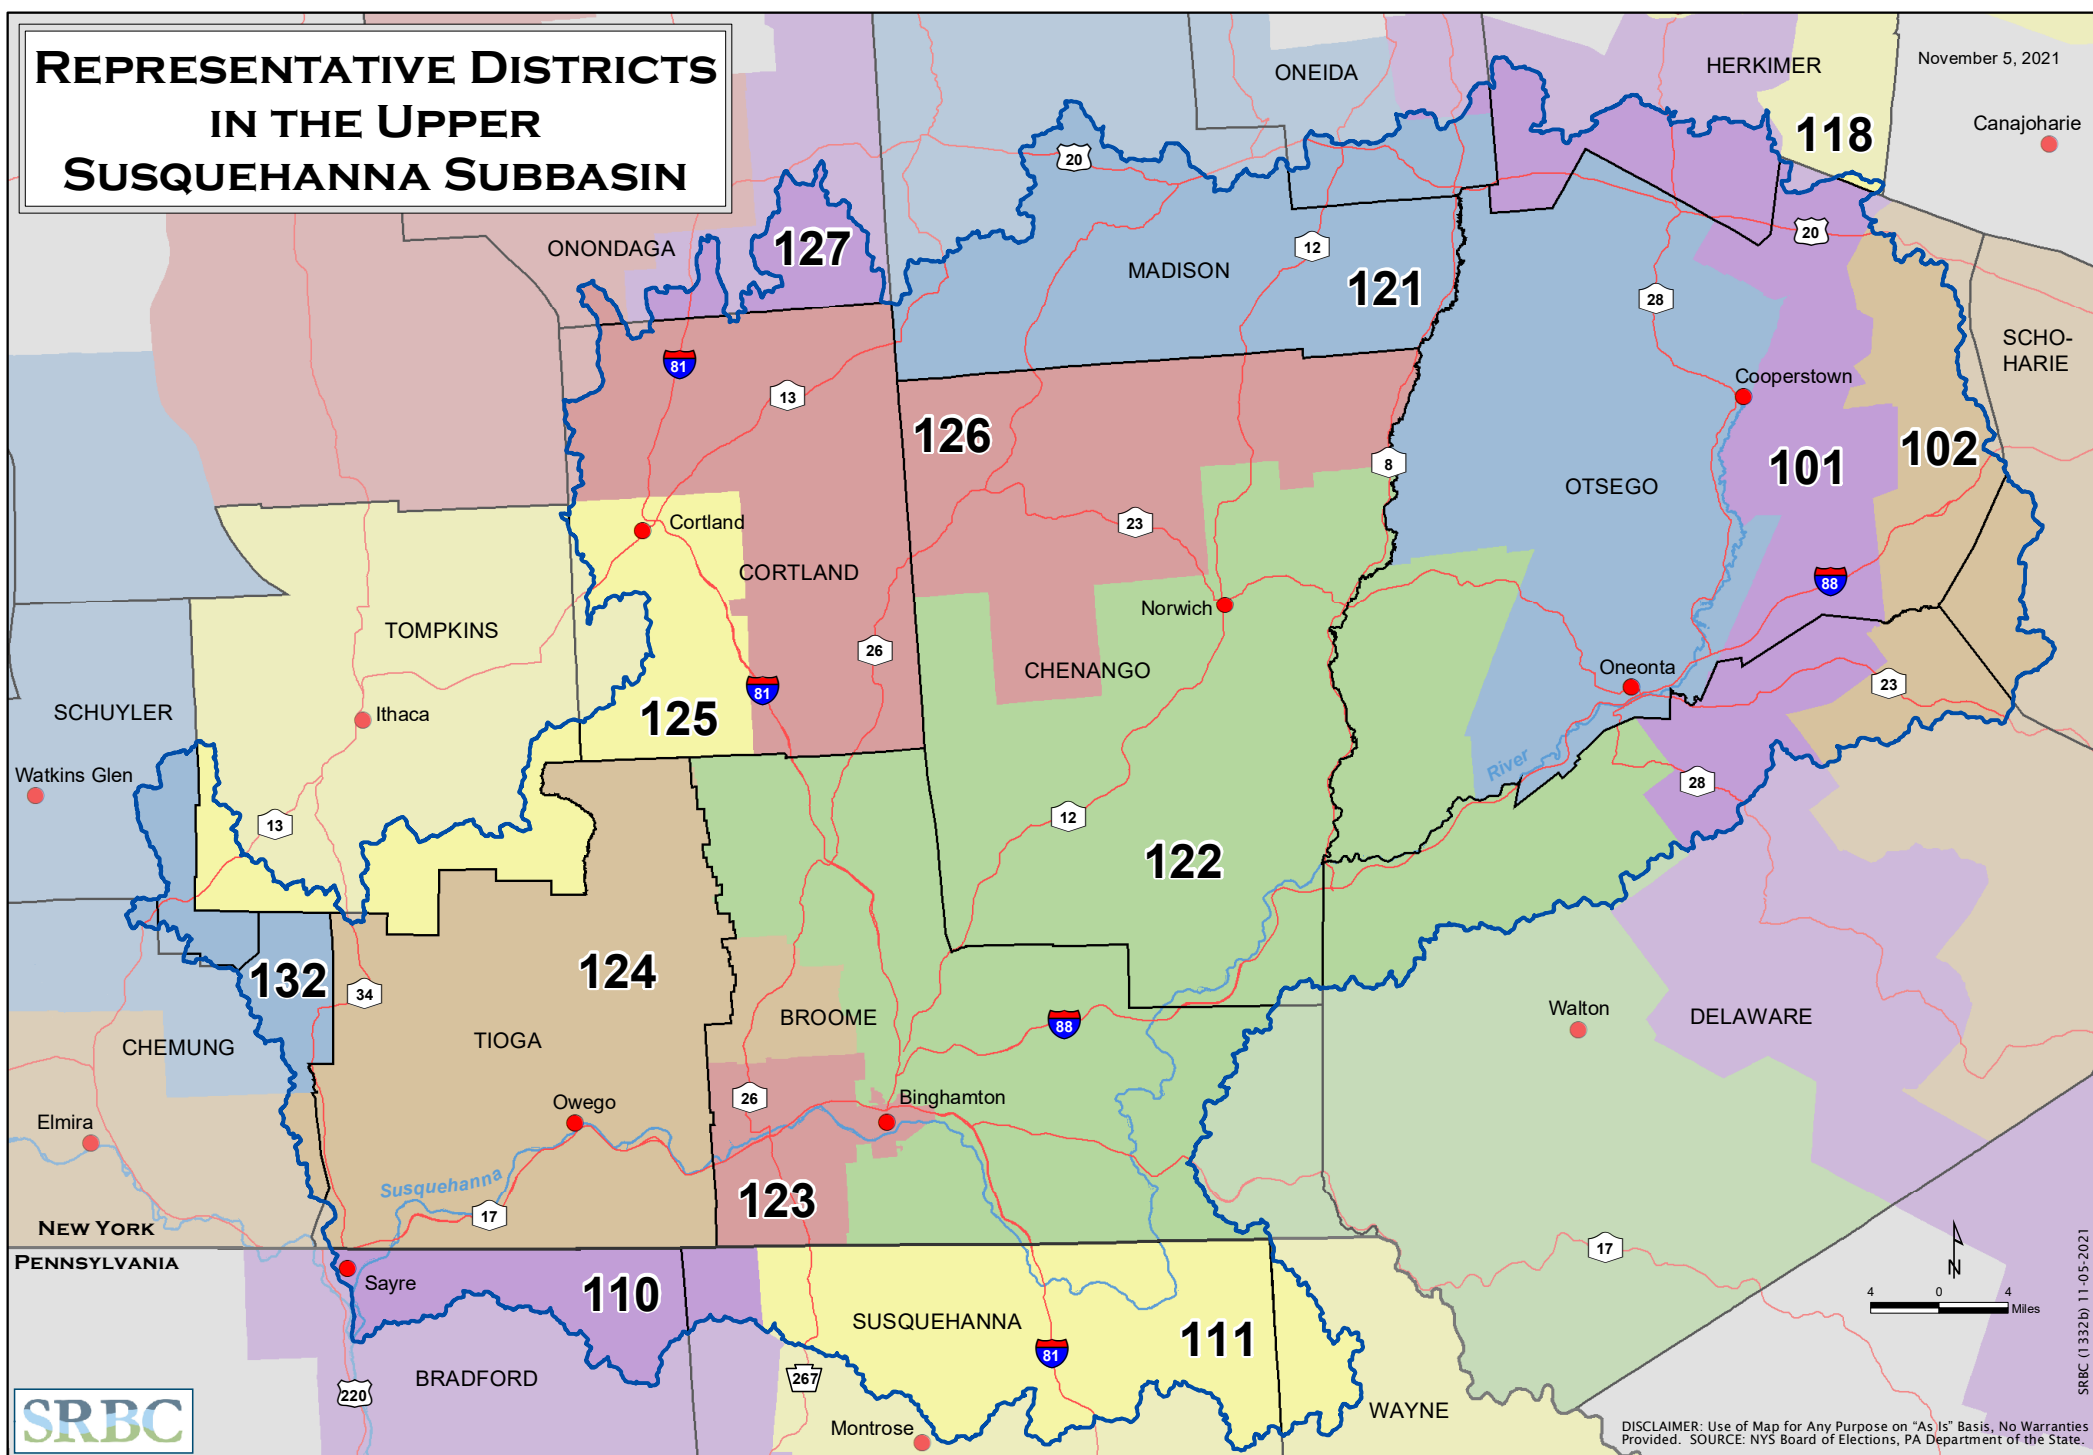 REPRESENTATIVE DISTRICTS
IN THE UPPER
SUSQUEHANNA SUBBASIN
November 5, 2021
ONEIDA
HERKIMER
118
Canajoharie
20
127
ONONDAGA
12
20
MADISON
121
28
SCHO-
HARIE
81
13
Cooperstown
126
8
101
102
OTSEGO
23
Cortland
CORTLAND
88
Norwich
TOMPKINS
26
CHENANGO
Oneonta
23
81
SCHUYLER
Ithaca
125
Watkins Glen
River
28
13
12
122
132
34
124
BROOME
88
Walton
DELAWARE
TIOGA
CHEMUNG
26
Binghamton
Owego
Elmira
Susquehanna
123
17
NEW YORK
PENNSYLVANIA
17
N
4 0 4
Miles
Sayre
110
SUSQUEHANNA
111
81
BRADFORD
220
267
Montrose
WAYNE
SRBC
SRBC (1332b) 11-05-2021
DISCLAIMER: Use of Map for Any Purpose on "As Is" Basis, No Warranties
Provided. SOURCE: NYS Board of Elections, PA Department of the State.